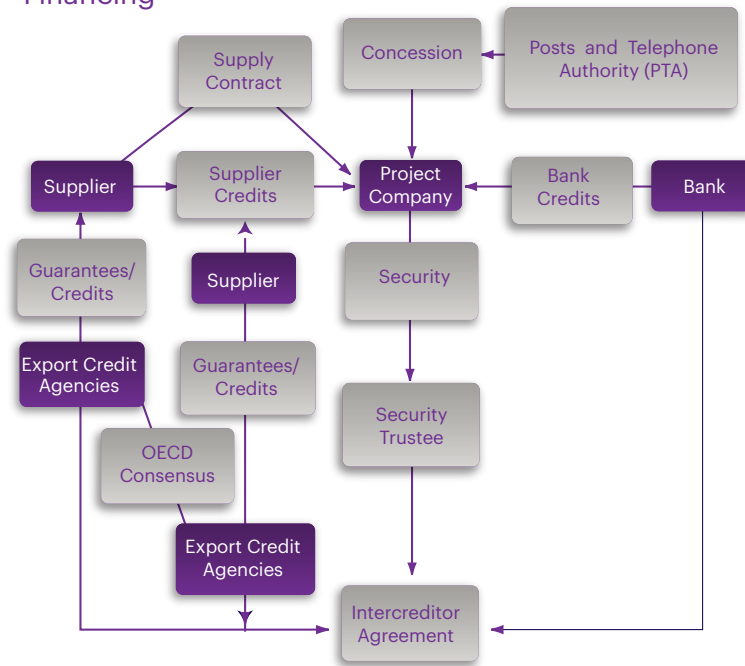 Financing
Supply
Contract
Concession
Posts and Telephone
Authority (PTA)
Supplier
Supplier
Credits
Project
Company
Bank
Credits
Bank
Guarantees/
Credits
Supplier
Security
Export Credit
Agencies
Guarantees/
Credits
Security
Trustee
OECD
Consensus
Export Credit
Agencies
Intercreditor
Agreement